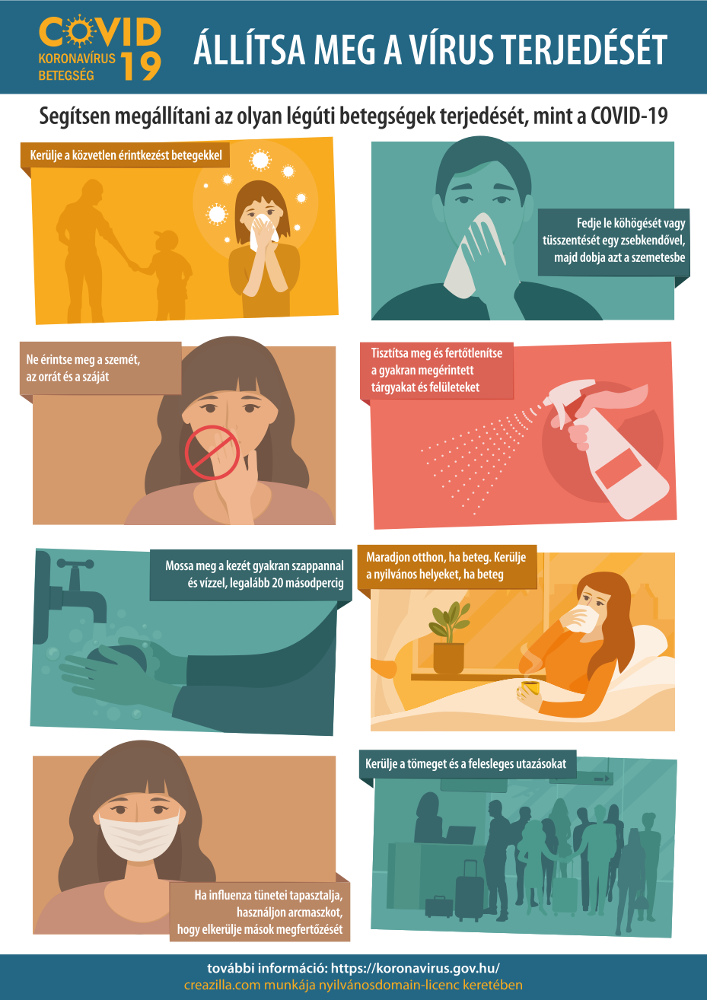 COVID
KORONAVÍRUS
BETEGSÉG
19
ÁLLÍTSA MEG A VÍRUS TERJEDÉSÉT
Segítsen megállítani az olyan légúti betegségek terjedését, mint a COVID-19
Kerülje a közvetlen érintkezést betegekkel
Fedje le köhögését vagy
tüsszentését egy zsebkendővel,
majd dobja azt a szemetesbe
Ne érintse meg a szemét,
az orrát és a száját
Tisztítsa meg és fertőtlenítse
a gyakran megérintett
tárgyakat és felületeket
Mossa meg a kezét gyakran szappannal
és vízzel, legalább 20 másodpercig
Maradjon otthon, ha beteg. Kerülje
a nyilvános helyeket, ha beteg
Ha influenza tünetei tapasztalja,
használjon arcmaszkot,
hogy elkerülje mások megfertőzését
Kerülje a tömeget és a felesleges utazásokat
további információ: https://koronavirus.gov.hu/
creazilla.com munkája nyilvánosdomain-licenc keretében